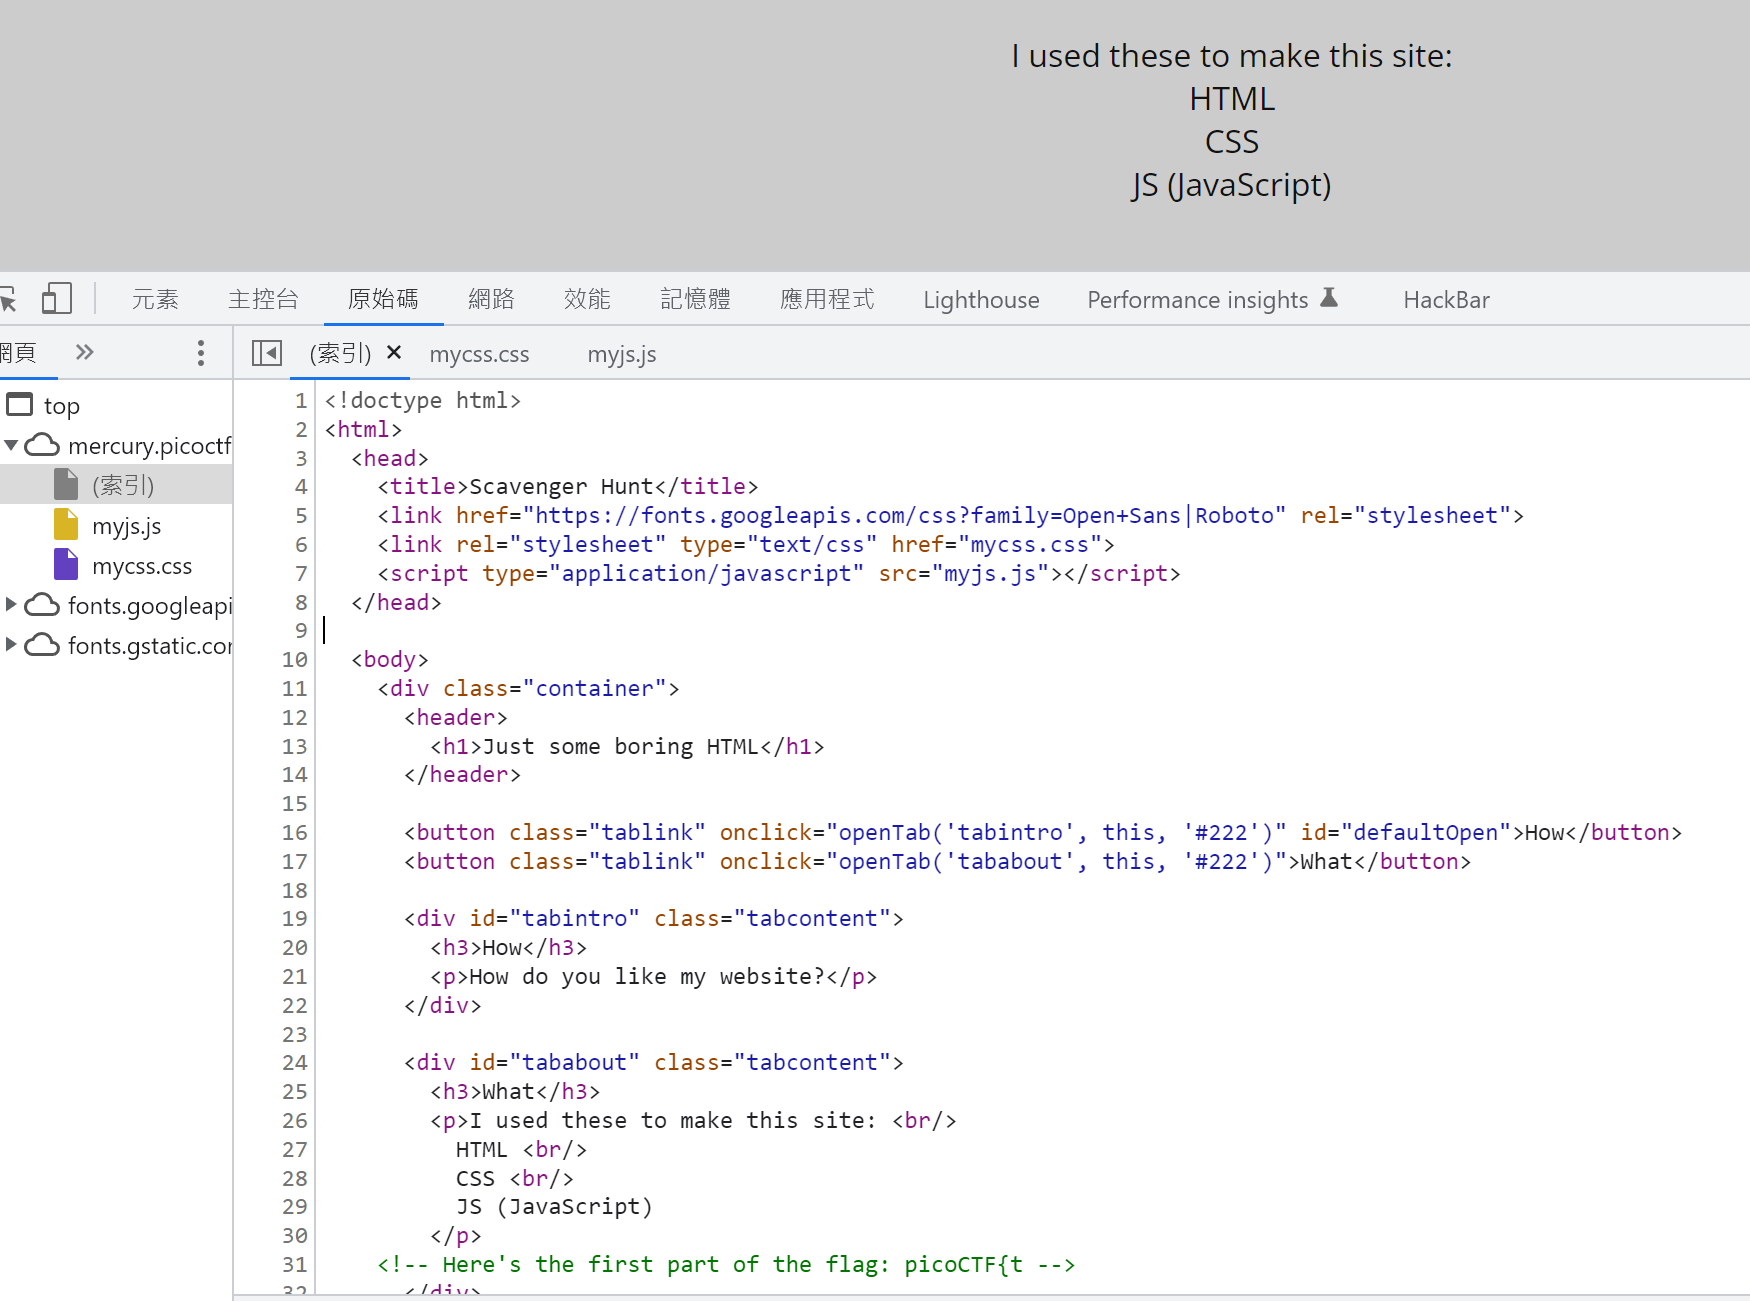 I used these to make this site:
HTML
CSS
JS (JavaScript)
元素 主控台 原始碼 網路 效能 記憶體 應用程式 Lighthouse Performance insights HackBar
網頁 (索引) × mycss.css myjs.js
top
mercury.picoctf
(索引)
myjs.js
mycss.css
fonts.googleapi
fonts.gstatic.cor
1 <!doctype html>
2 <html>
3   <head>
4     <title>Scavenger Hunt</title>
5     <link href="https://fonts.googleapis.com/css?family=Open+Sans|Roboto" rel="stylesheet">
6     <link rel="stylesheet" type="text/css" href="mycss.css">
7     <script type="application/javascript" src="myjs.js"></script>
8   </head>
9
10   <body>
11     <div class="container">
12       <header>
13         <h1>Just some boring HTML</h1>
14       </header>
15
16       <button class="tablink" onclick="openTab('tabintro', this, '#222')" id="defaultOpen">How</button>
17       <button class="tablink" onclick="openTab('tababout', this, '#222')">What</button>
18
19       <div id="tabintro" class="tabcontent">
20         <h3>How</h3>
21         <p>How do you like my website?</p>
22       </div>
23
24       <div id="tababout" class="tabcontent">
25         <h3>What</h3>
26         <p>I used these to make this site: <br/>
27           HTML <br/>
28           CSS <br/>
29           JS (JavaScript)
30         </p>
31     <!-- Here's the first part of the flag: picoCTF{t -->
32       </div>